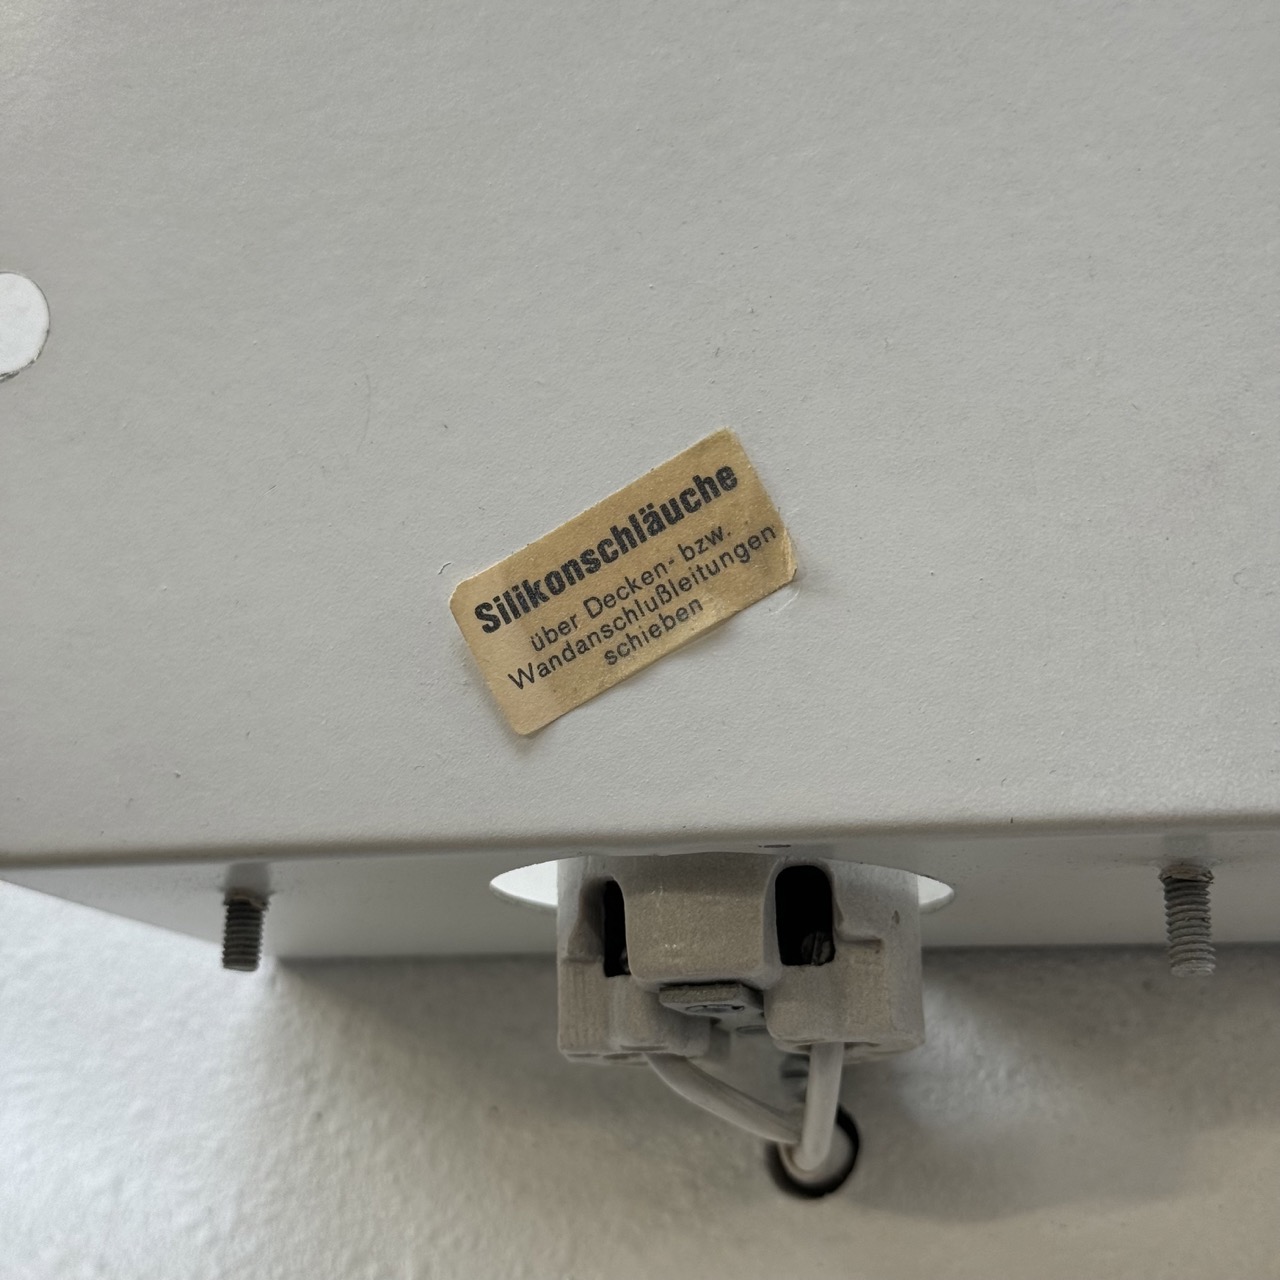 Silikonschläuche
über Decken- bzw.
Wandanschlußleitungen
schieben